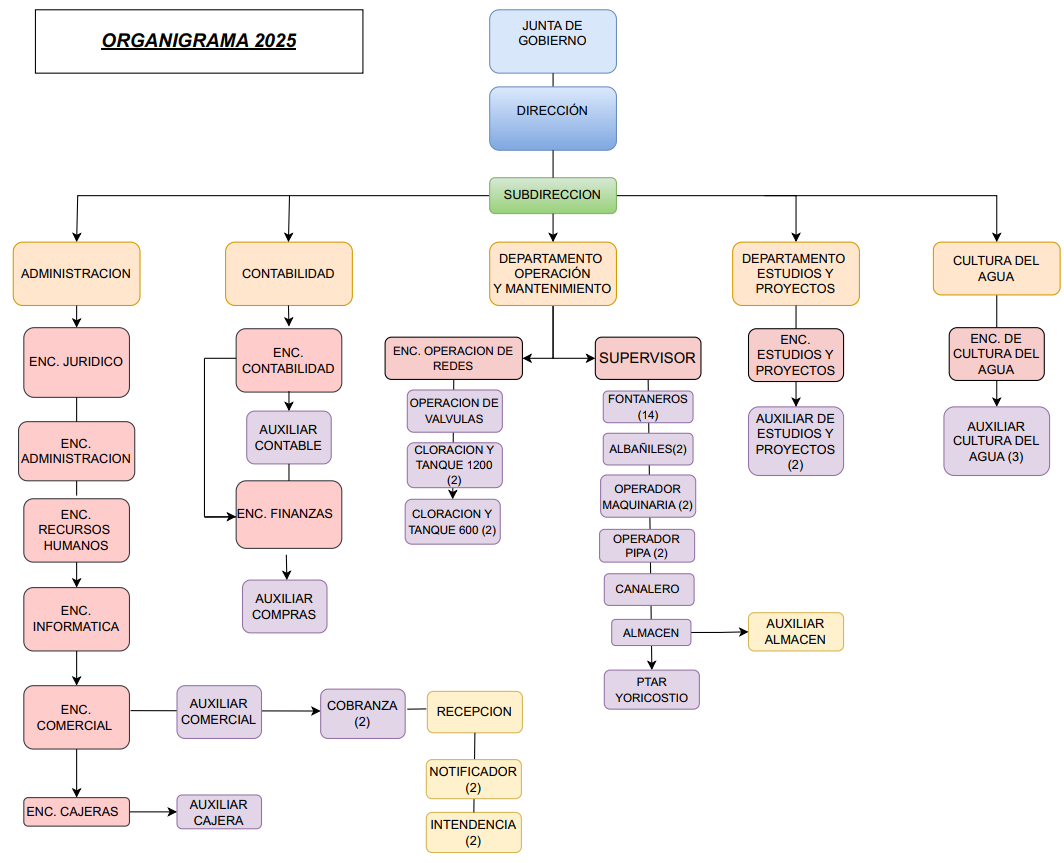 ORGANIGRAMA 2025
JUNTA DE
GOBIERNO
DIRECCIÓN
SUBDIRECCION
ADMINISTRACION
CONTABILIDAD
DEPARTAMENTO
OPERACIÓN
Y MANTENIMIENTO
DEPARTAMENTO
ESTUDIOS Y
PROYECTOS
CULTURA DEL
AGUA
ENC. JURIDICO
ENC.
ADMINISTRACION
ENC.
RECURSOS
HUMANOS
ENC.
INFORMATICA
ENC.
COMERCIAL
AUXILIAR
COMERCIAL
COBRANZA
(2)
RECEPCION
NOTIFICADOR
(2)
INTENDENCIA
(2)
ENC. CAJERAS
AUXILIAR
CAJERA
ENC.
CONTABILIDAD
AUXILIAR
CONTABLE
ENC. FINANZAS
AUXILIAR
COMPRAS
ENC. OPERACION DE
REDES
OPERACION DE
VALVULAS
CLORACION Y
TANQUE 1200
(2)
CLORACION Y
TANQUE 600 (2)
SUPERVISOR
FONTANEROS
(14)
ALBAÑILES(2)
OPERADOR
MAQUINARIA (2)
OPERADOR
PIPA (2)
CANALERO
ALMACEN
AUXILIAR
ALMACEN
PTAR
YORICOSTIO
ENC.
ESTUDIOS Y
PROYECTOS
AUXILIAR DE
ESTUDIOS Y
PROYECTOS
(2)
ENC. DE
CULTURA DEL
AGUA
AUXILIAR
CULTURA DEL
AGUA (3)